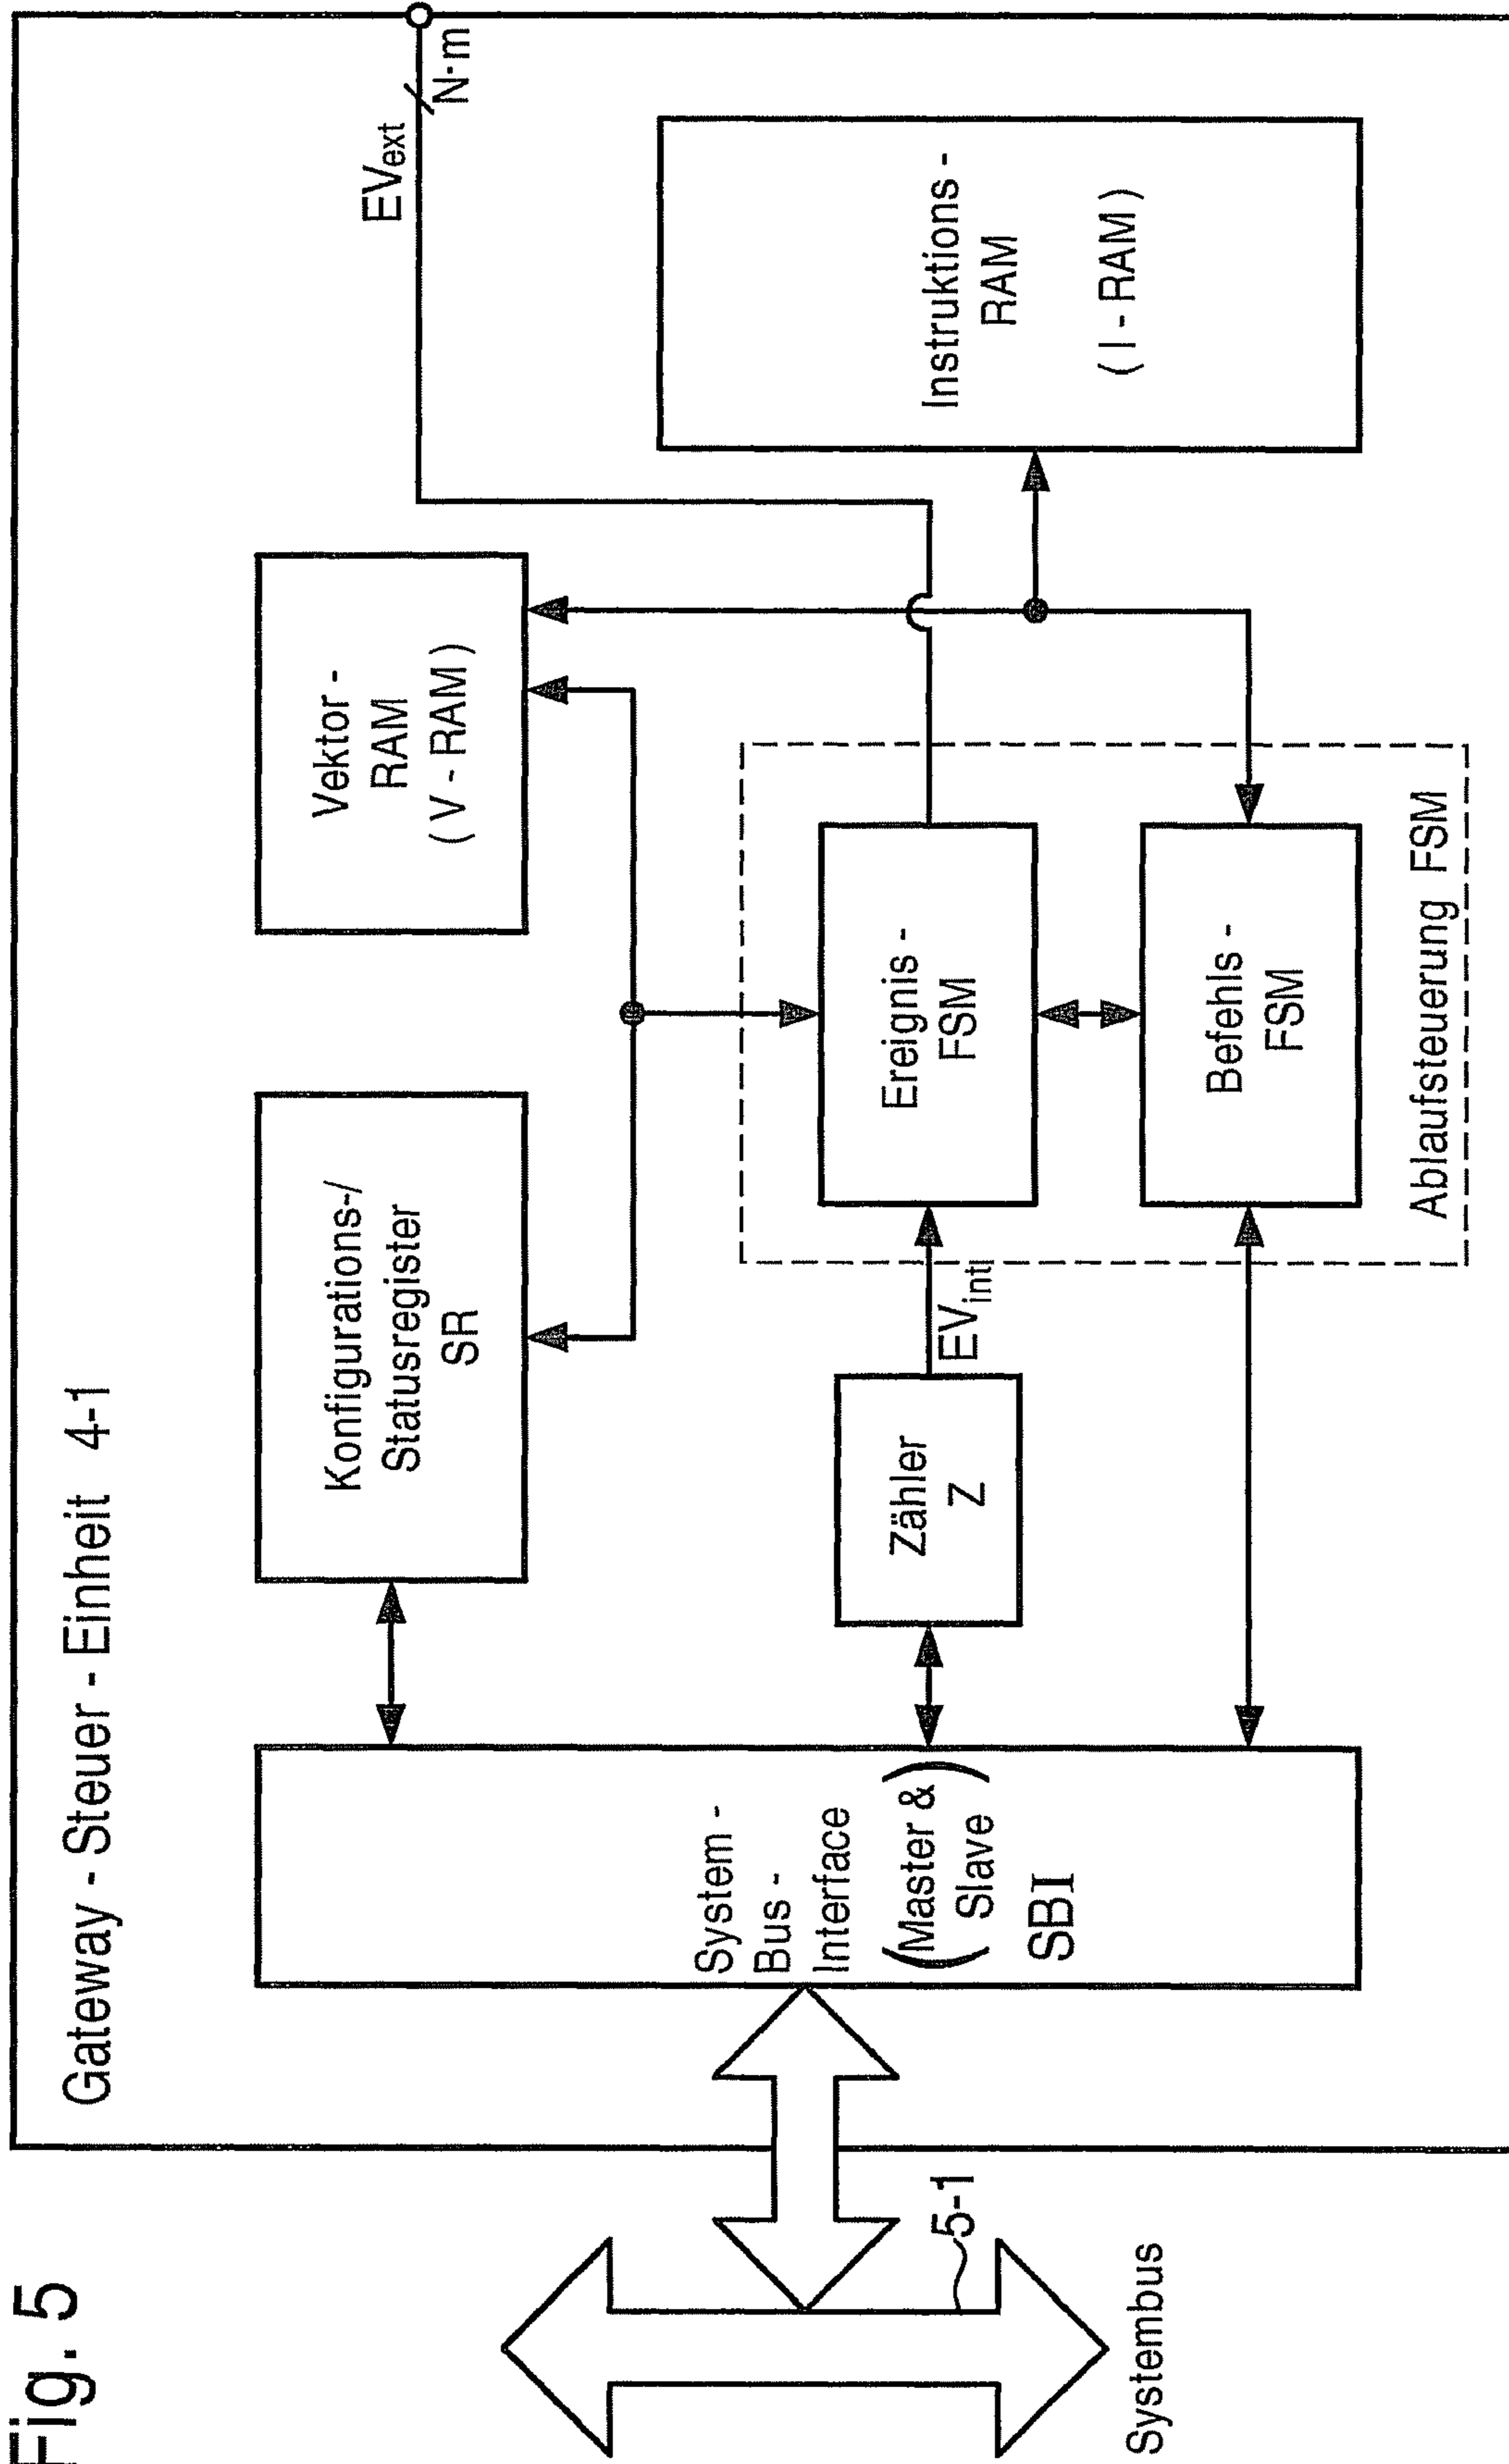 Fig. 5
Gateway - Steuer - Einheit 4-1
EVext
N·m
Konfigurations-/
Statusregister
SR
Vektor -
RAM
( V - RAM )
System -
Bus -
Interface
(Master &
Slave)
SBI
Zähler
Z
EVint
Ereignis -
FSM
Befehls -
FSM
Ablaufsteuerung FSM
Instruktions -
RAM
( I - RAM )
5-1
Systembus